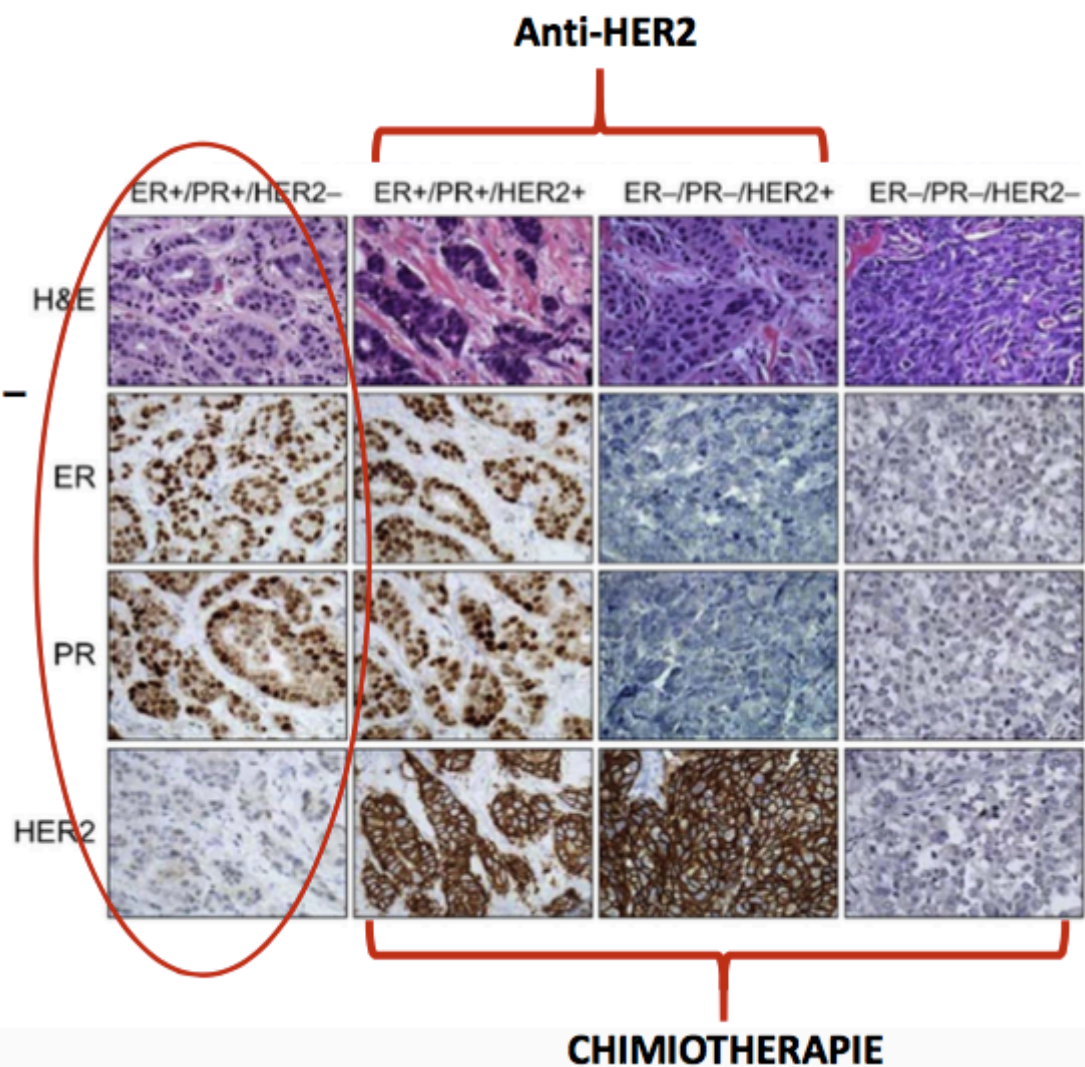 Anti-HER2
ER+/PR+/HER2–
ER+/PR+/HER2+
ER–/PR–/HER2+
ER–/PR–/HER2–
H&E
–
ER
PR
HER2
CHIMIOTHERAPIE